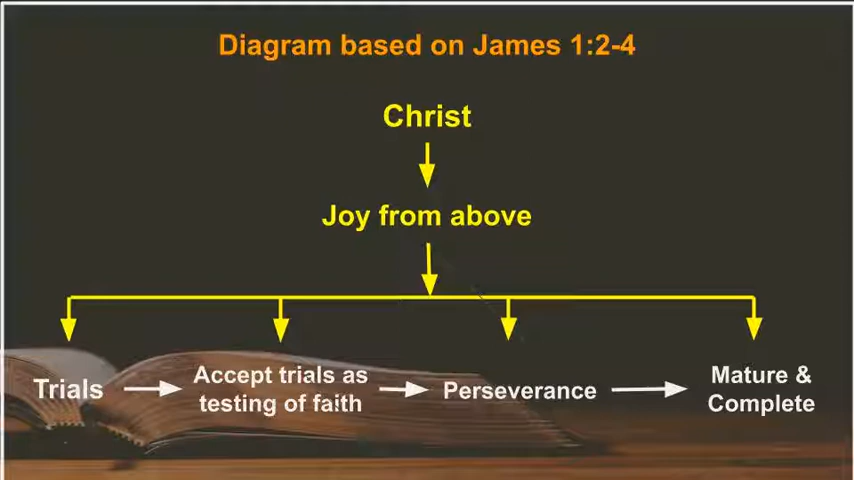 Diagram based on James 1:2-4
Christ
Joy from above
Trials
Accept trials as
testing of faith
Perseverance
Mature &
Complete